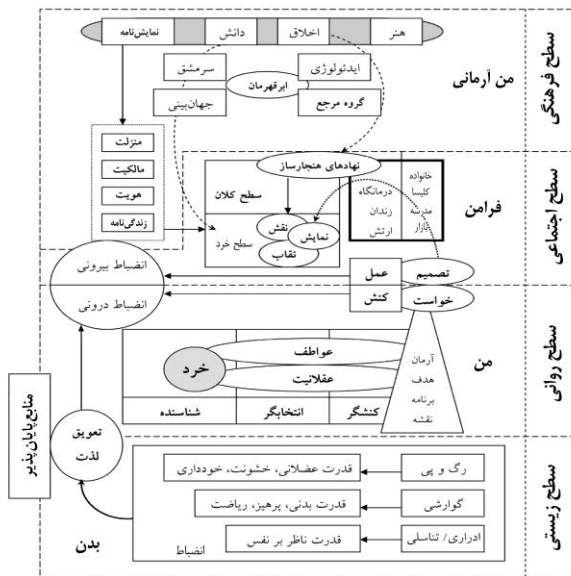 هنر
اخلاق
دانش
نمایش‌نامه
سطح فرهنگی
من آرمانی
ایدئولوژی
سرمشق
ابرقهرمان
گروه مرجع
جهان‌بینی
منزلت
مالکیت
هویت
زندگی‌نامه
سطح اجتماعی
فرامن
نهادهای هنجارساز
خانواده
کلیسا
مدرسه
بازار
درمانگاه
زندان
ارتش
سطح کلان
سطح خرد
نقش
نمایش
نقاب
انضباط بیرونی
انضباط درونی
تصمیم
عمل
خواست
کنش
سطح روانی
من
آرمان
هدف
برنامه
نقشه
عواطف
عقلانیت
خرد
کنشگر
انتخابگر
شناسنده
منابع پایان‌پذیر
تعویق
لذت
سطح زیستی
بدن
رگ و پی
قدرت عضلانی، خشونت، خودداری
گوارشی
قدرت بدنی، پرهیز، ریاضت
ادراری/ تناسلی
قدرت ناظر بر نفس
انضباط